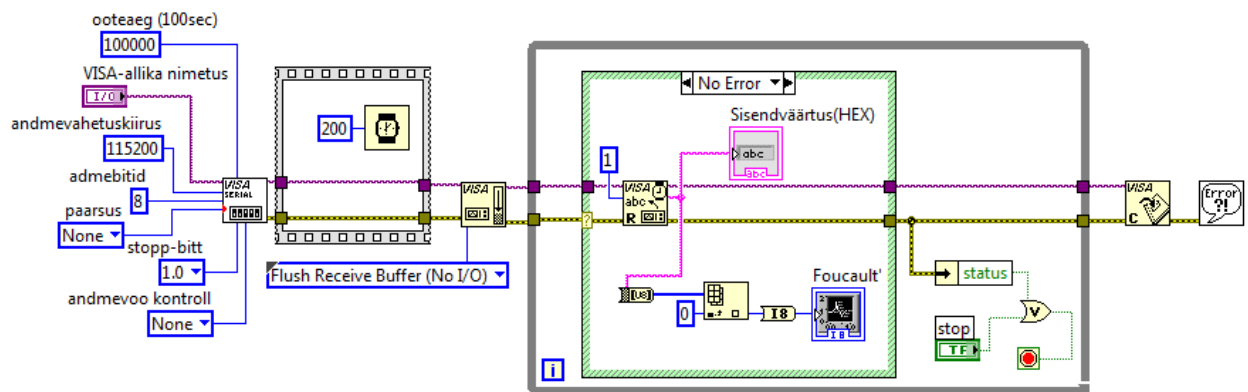 ooteaeg (100sec)
100000
VISA-allika nimetus
I/O
andmevahetuskiirus
115200
admebitid
8
paarsus
None
stopp-bitt
1.0
andmevoo kontroll
None
VISA
SERIAL
200
VISA
Flush Receive Buffer (No I/O)
No Error
Sisendväärtus(HEX)
abc
abc
1
VISA
abc
R
[U8]
0
I8
Foucault'
I8
i
?
status
stop
TF
V
VISA
C
Error
?!